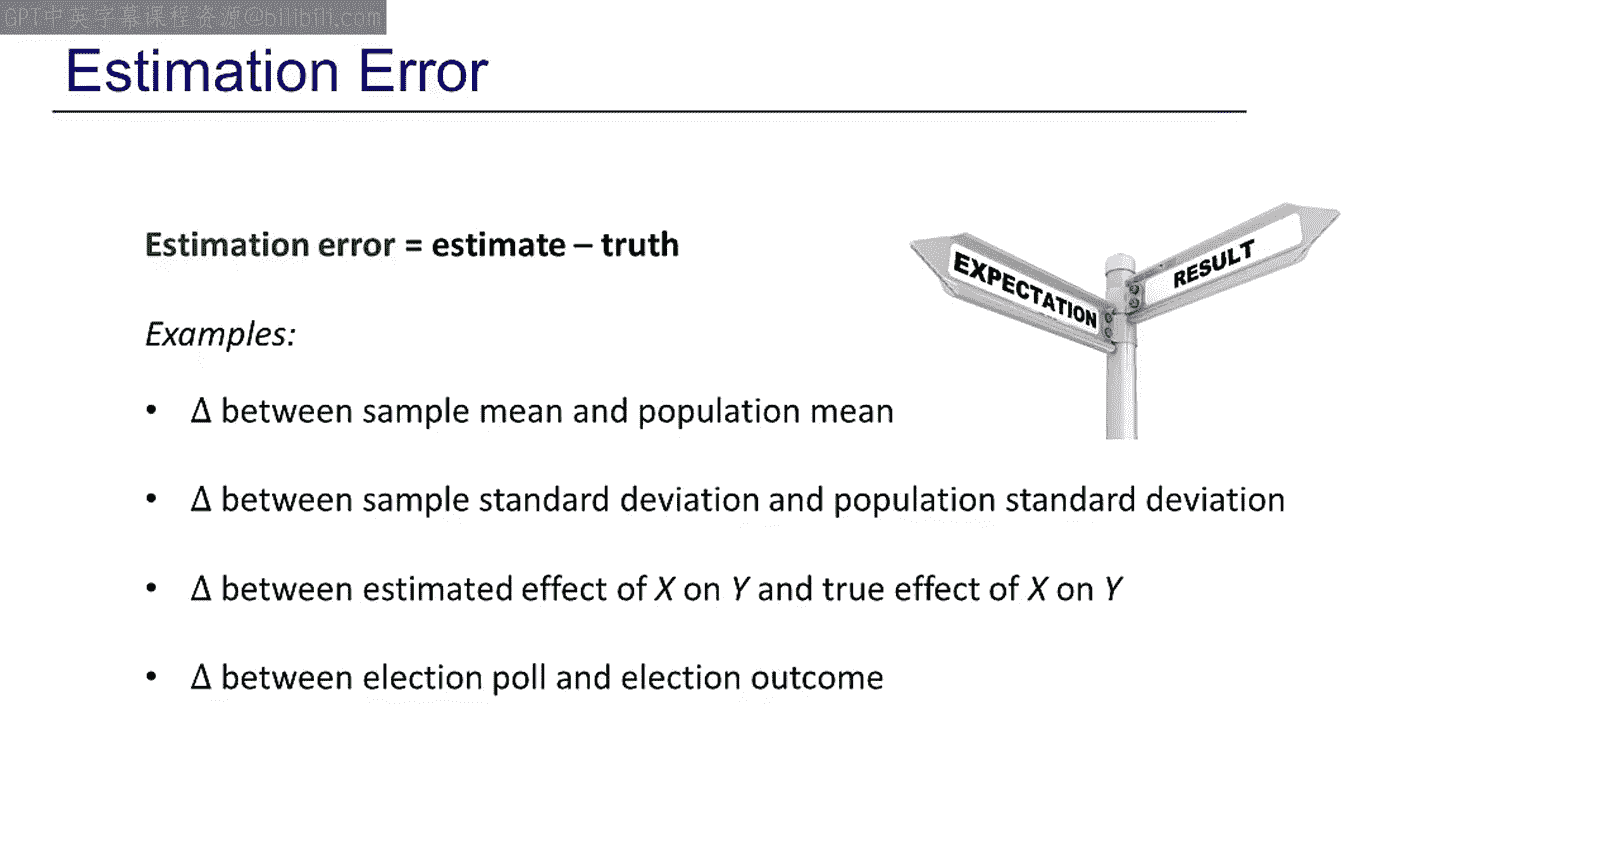 GPT中英字幕课程资源@bilibili.com
Estimation Error
Estimation error = estimate – truth
EXPECTATION
RESULT
Examples:
• Δ between sample mean and population mean
• Δ between sample standard deviation and population standard deviation
• Δ between estimated effect of X on Y and true effect of X on Y
• Δ between election poll and election outcome